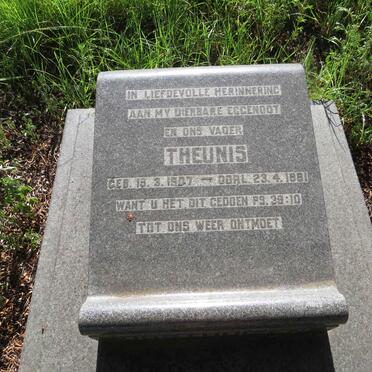 IN LIEFDEVOLLE HERINNERING
AAN MY DIERBARE EGGENOOT
EN ONS VADER
THEUNIS
GEB. 15. 3. 1907 — OORL. 23. 4. 1981
WANT U HET DIT GEDOEN PS. 39:10
TOT ONS WEER ONTMOET